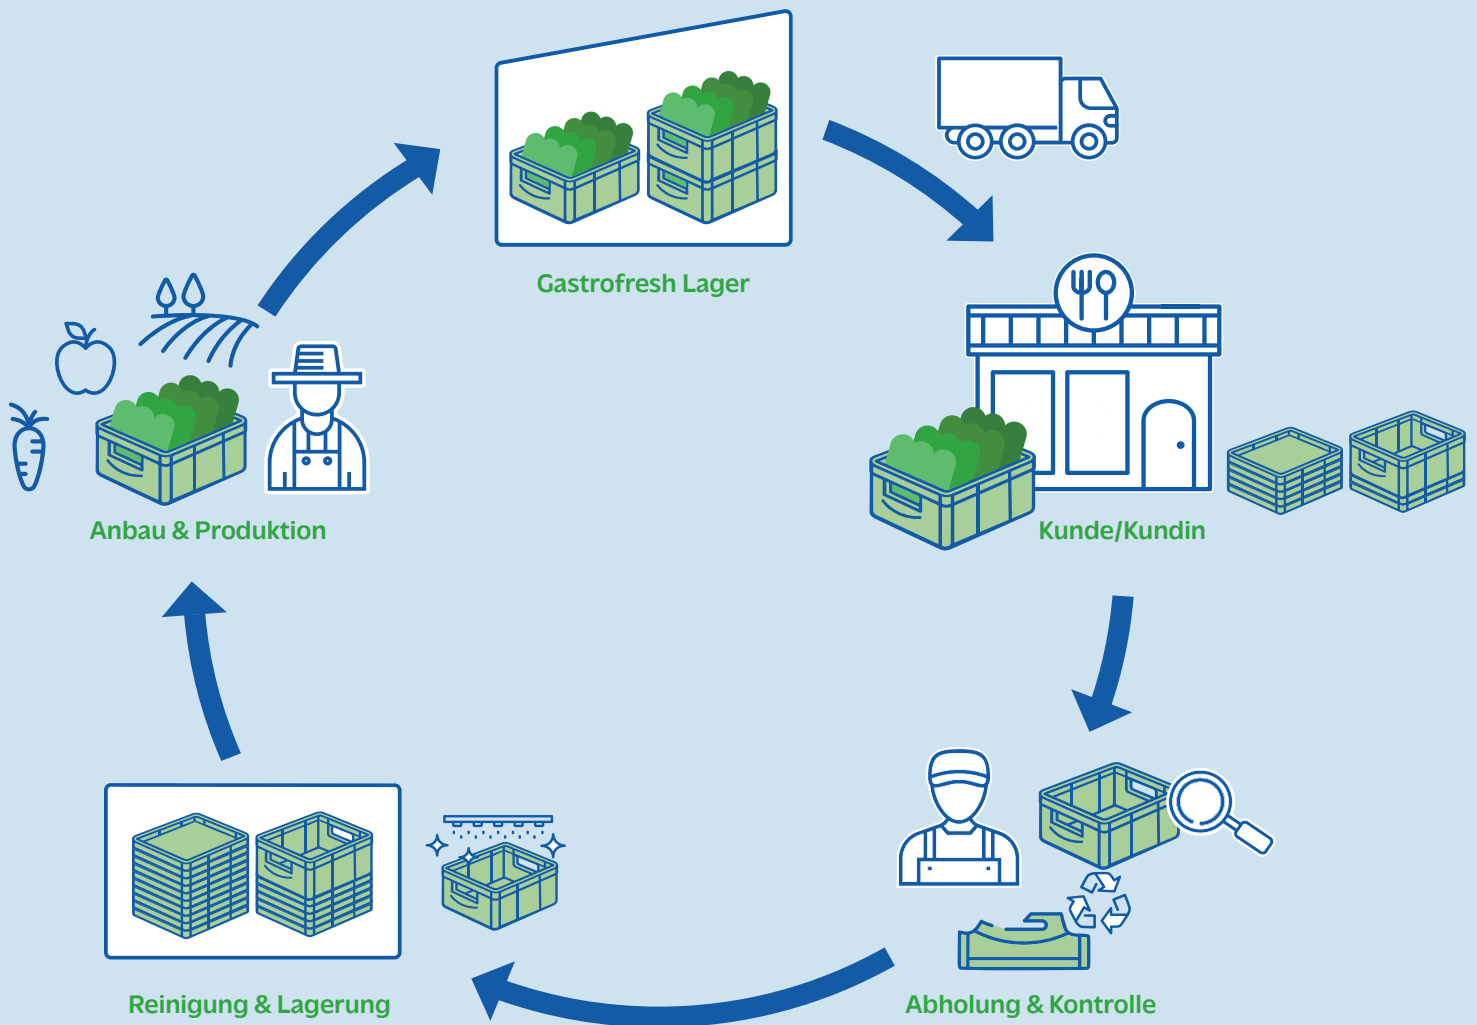 Gastrofresh Lager
Anbau & Produktion
Kunde/Kundin
Reinigung & Lagerung
Abholung & Kontrolle